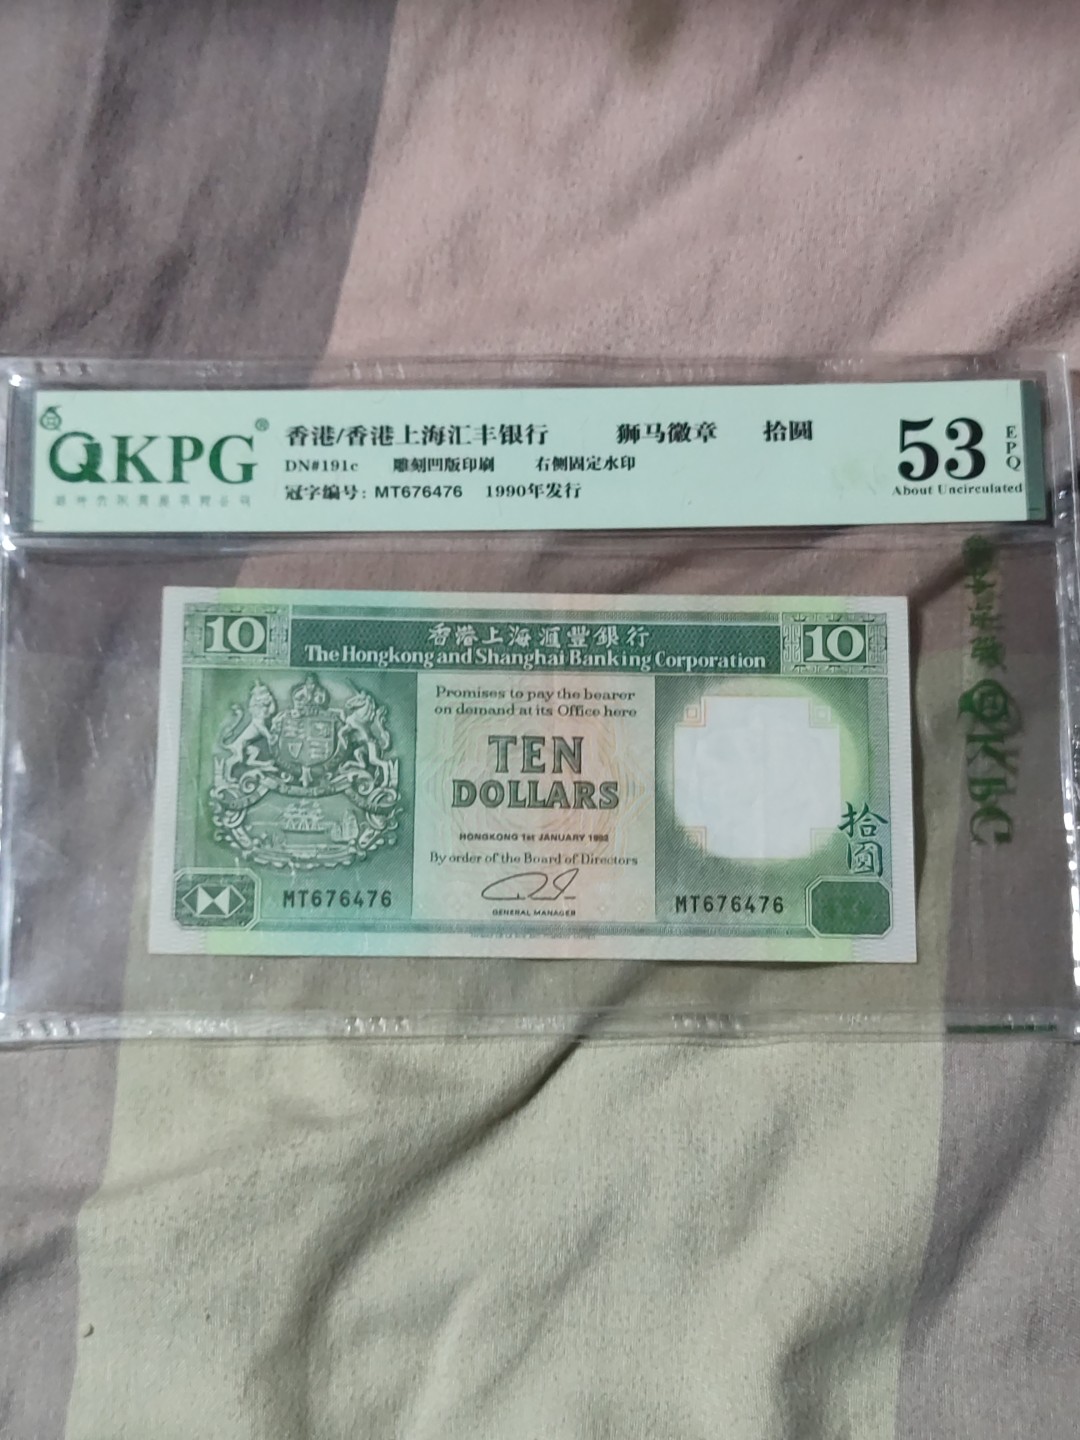 QKPG®
香港/香港上海汇丰银行 狮马徽章 拾圆
DN#191c 雕刻凹版印刷 右侧固定水印
冠字编号: MT676476 1990年发行
53
EPQ
About Uncirculated
10
香港上海滙豐銀行
10
The Hongkong and Shanghai Banking Corporation
Promises to pay the bearer
on demand at its Office here
TEN
DOLLARS
HONGKONG 1st JANUARY 1992
By order of the Board of Directors
GENERAL MANAGER
MT676476
MT676476
拾圓